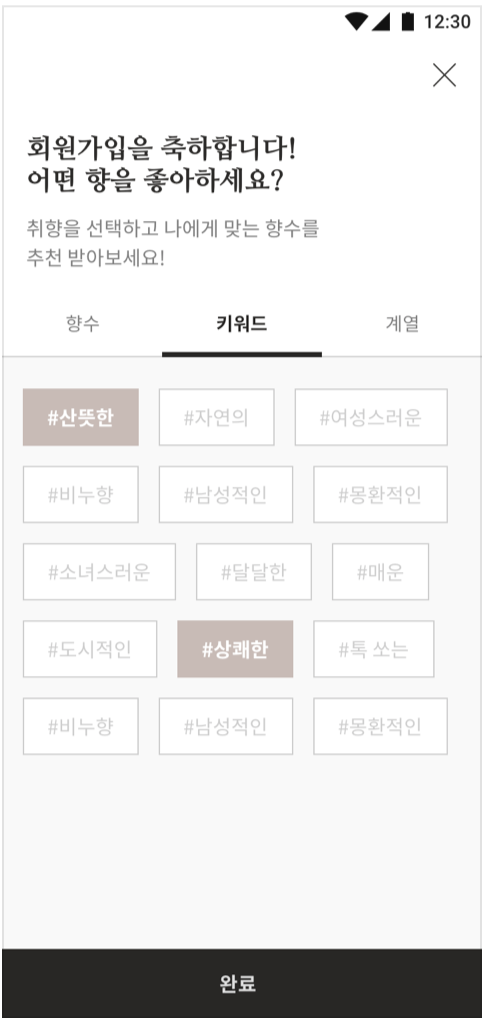 12:30
회원가입을 축하합니다!
어떤 향을 좋아하세요?
취향을 선택하고 나에게 맞는 향수를
추천 받아보세요!
향수 키워드 계열
#산뜻한 #자연의 #여성스러운
#비누향 #남성적인 #몽환적인
#소녀스러운 #달달한 #매운
#도시적인 #상쾌한 #톡 쏘는
#비누향 #남성적인 #몽환적인
완료